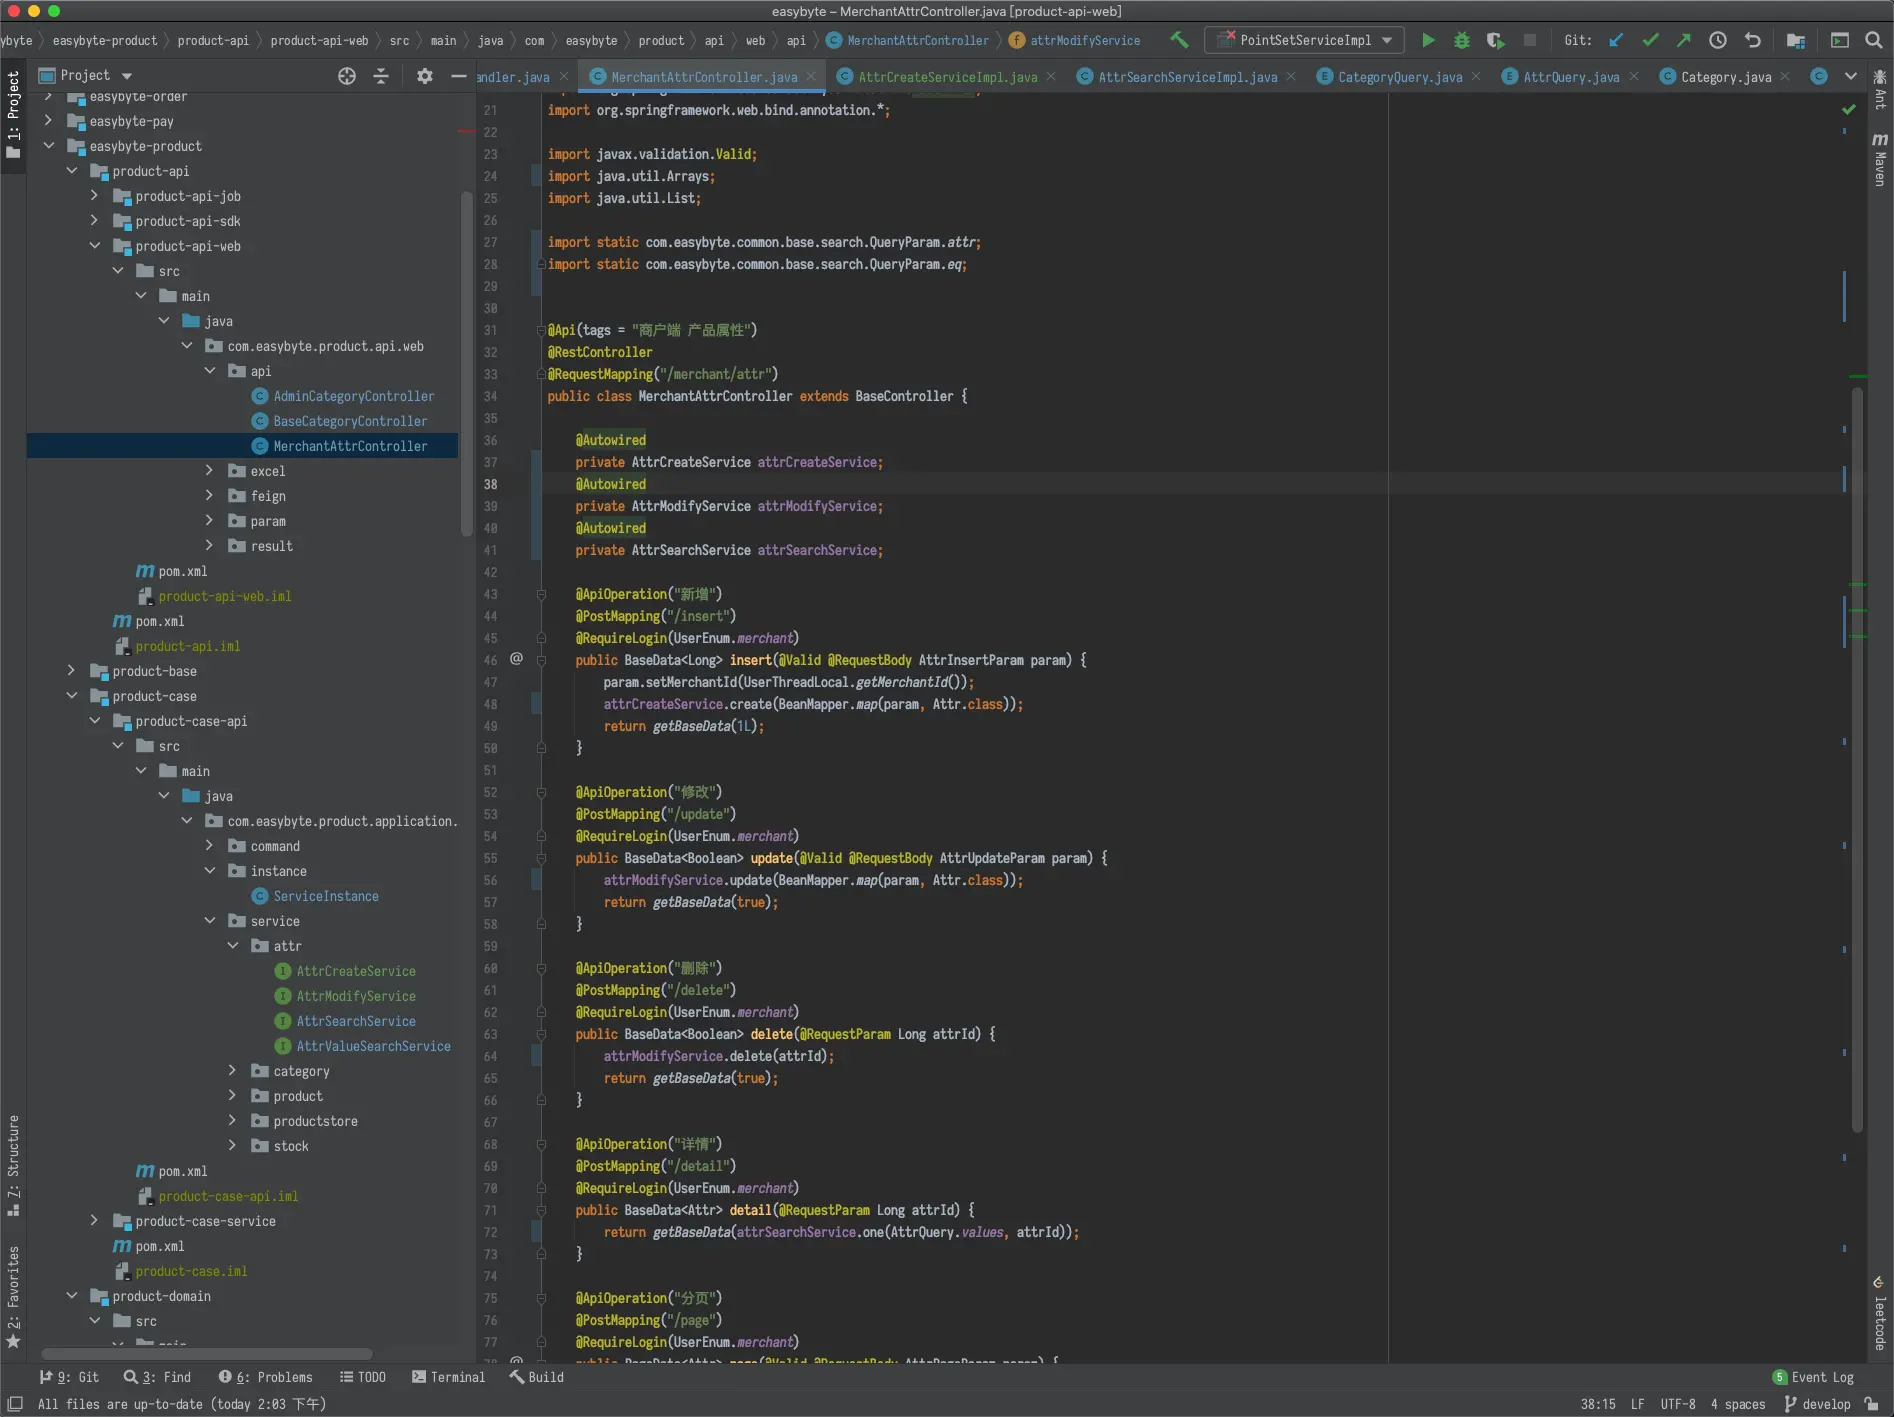 easybyte – MerchantAttrController.java [product-api-web]
ybyte easybyte-product product-api product-api-web src main java com easybyte product api web api MerchantAttrController attrModifyService PointSetServiceImpl Git:
Project
andler.java MerchantAttrController.java AttrCreateServiceImpl.java AttrSearchServiceImpl.java CategoryQuery.java AttrQuery.java Category.java
1: Project
7: Structure
2: Favorites
easybyte-order
easybyte-pay
easybyte-product
product-api
product-api-job
product-api-sdk
product-api-web
src
main
java
com.easybyte.product.api.web
api
AdminCategoryController
BaseCategoryController
MerchantAttrController
excel
feign
param
result
pom.xml
product-api-web.iml
pom.xml
product-api.iml
product-base
product-case
product-case-api
src
main
java
com.easybyte.product.application.
command
instance
ServiceInstance
service
attr
AttrCreateService
AttrModifyService
AttrSearchService
AttrValueSearchService
category
product
productstore
stock
pom.xml
product-case-api.iml
product-case-service
pom.xml
product-case.iml
product-domain
src
main
21 import org.springframework.web.bind.annotation.*;
22
23 import javax.validation.Valid;
24 import java.util.Arrays;
25 import java.util.List;
26
27 import static com.easybyte.common.base.search.QueryParam.attr;
28 import static com.easybyte.common.base.search.QueryParam.eq;
29
30
31 @Api(tags = "商户端 产品属性")
32 @RestController
33 @RequestMapping("/merchant/attr")
34 public class MerchantAttrController extends BaseController {
35
36 @Autowired
37 private AttrCreateService attrCreateService;
38 @Autowired
39 private AttrModifyService attrModifyService;
40 @Autowired
41 private AttrSearchService attrSearchService;
42
43 @ApiOperation("新增")
44 @PostMapping("/insert")
45 @RequireLogin(UserEnum.merchant)
46 @ public BaseData<Long> insert(@Valid @RequestBody AttrInsertParam param) {
47 param.setMerchantId(UserThreadLocal.getMerchantId());
48 attrCreateService.create(BeanMapper.map(param, Attr.class));
49 return getBaseData(1L);
50 }
51
52 @ApiOperation("修改")
53 @PostMapping("/update")
54 @RequireLogin(UserEnum.merchant)
55 public BaseData<Boolean> update(@Valid @RequestBody AttrUpdateParam param) {
56 attrModifyService.update(BeanMapper.map(param, Attr.class));
57 return getBaseData(true);
58 }
59
60 @ApiOperation("删除")
61 @PostMapping("/delete")
62 @RequireLogin(UserEnum.merchant)
63 public BaseData<Boolean> delete(@RequestParam Long attrId) {
64 attrModifyService.delete(attrId);
65 return getBaseData(true);
66 }
67
68 @ApiOperation("详情")
69 @PostMapping("/detail")
70 @RequireLogin(UserEnum.merchant)
71 public BaseData<Attr> detail(@RequestParam Long attrId) {
72 return getBaseData(attrSearchService.one(AttrQuery.values, attrId));
73 }
74
75 @ApiOperation("分页")
76 @PostMapping("/page")
77 @RequireLogin(UserEnum.merchant)
78 @ public PageData<Attr> page(@Valid @RequestBody AttrPageParam param) {
Ant
Maven
leetcode
9: Git 3: Find 6: Problems TODO Terminal Build 5 Event Log
All files are up-to-date (today 2:03 下午) 38:15 LF UTF-8 4 spaces develop